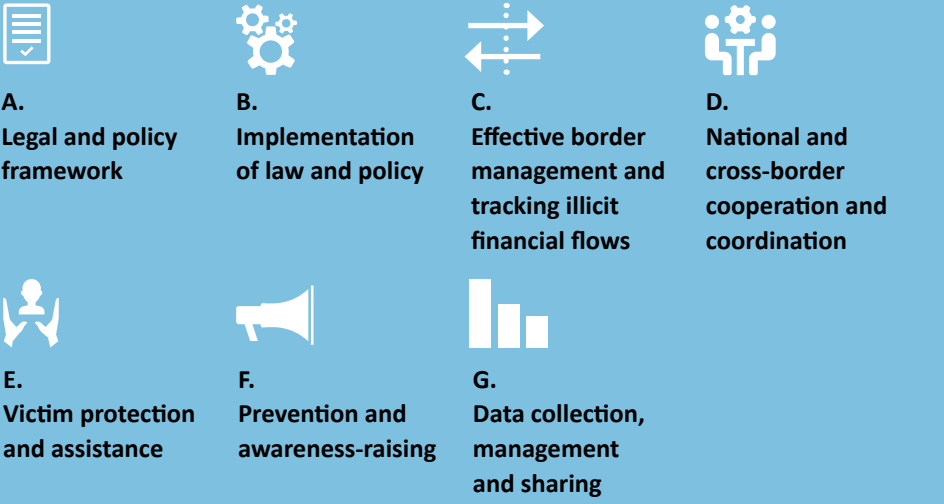 A.
Legal and policy
framework
B.
Implementation
of law and policy
C.
Effective border
management and
tracking illicit
financial flows
D.
National and
cross-border
cooperation and
coordination
E.
Victim protection
and assistance
F.
Prevention and
awareness-raising
G.
Data collection,
management
and sharing